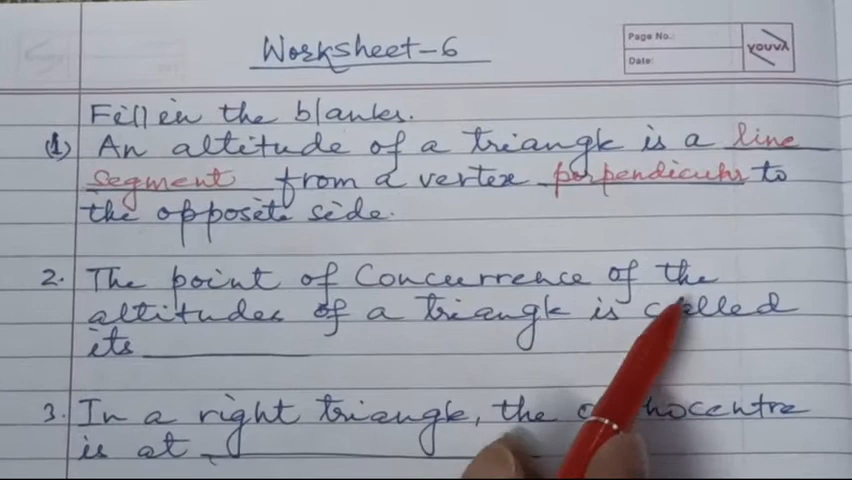 Worksheet-6
Page No.:
Date:
youva
Fill in the blanks.
(1) An altitude of a triangle is a line
segment from a vertex perpendicular to
the opposite side.
2. The point of Concurrence of the
altitudes of a triangle is called
its
3. In a right triangle, the orthocentre
is at